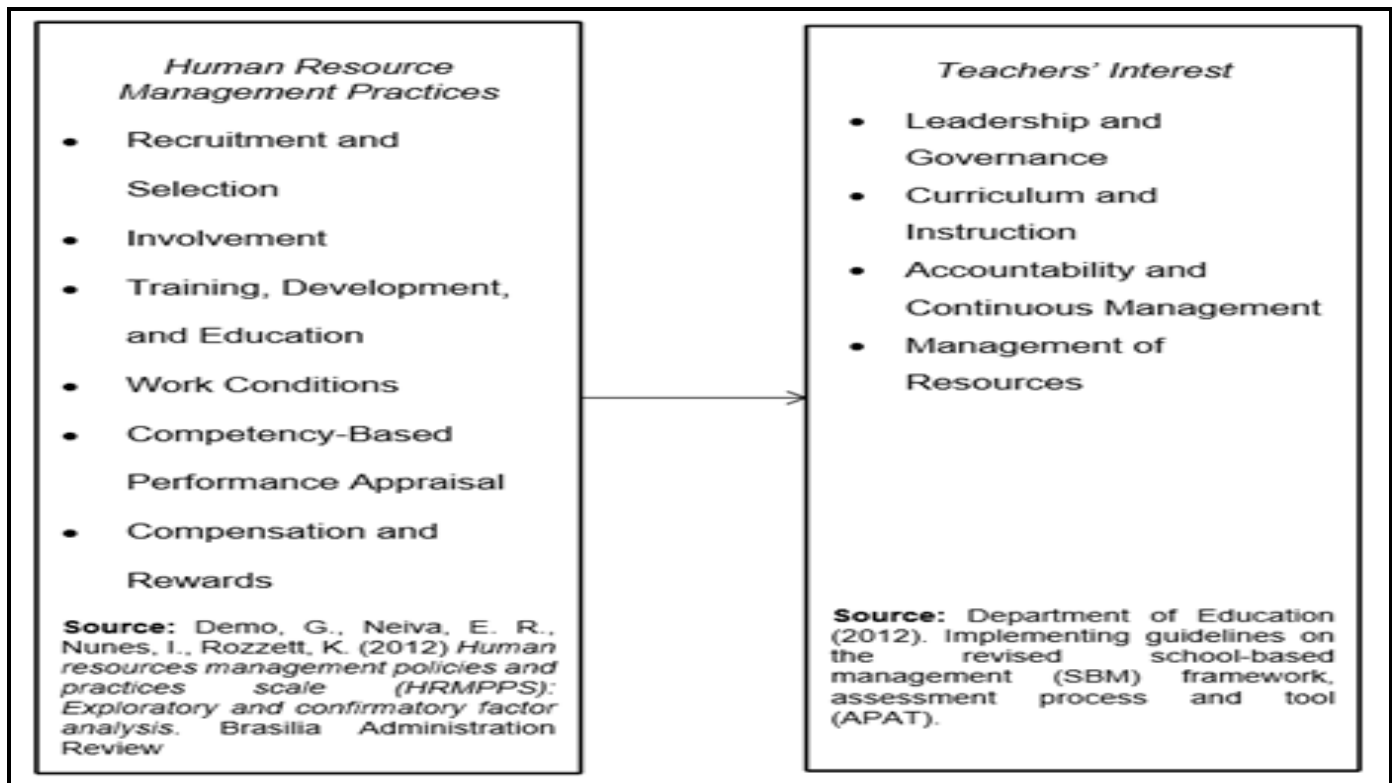 Human Resource
Management Practices
• Recruitment and
Selection
• Involvement
• Training, Development,
and Education
• Work Conditions
• Competency-Based
Performance Appraisal
• Compensation and
Rewards
Source: Demo, G., Neiva, E. R.,
Nunes, I., Rozzett, K. (2012) Human
resources management policies and
practices scale (HRMPPS):
Exploratory and confirmatory factor
analysis. Brasilia Administration
Review
Teachers' Interest
• Leadership and
Governance
• Curriculum and
Instruction
• Accountability and
Continuous Management
• Management of
Resources
Source: Department of Education
(2012). Implementing guidelines on
the revised school-based
management (SBM) framework,
assessment process and tool
(APAT).